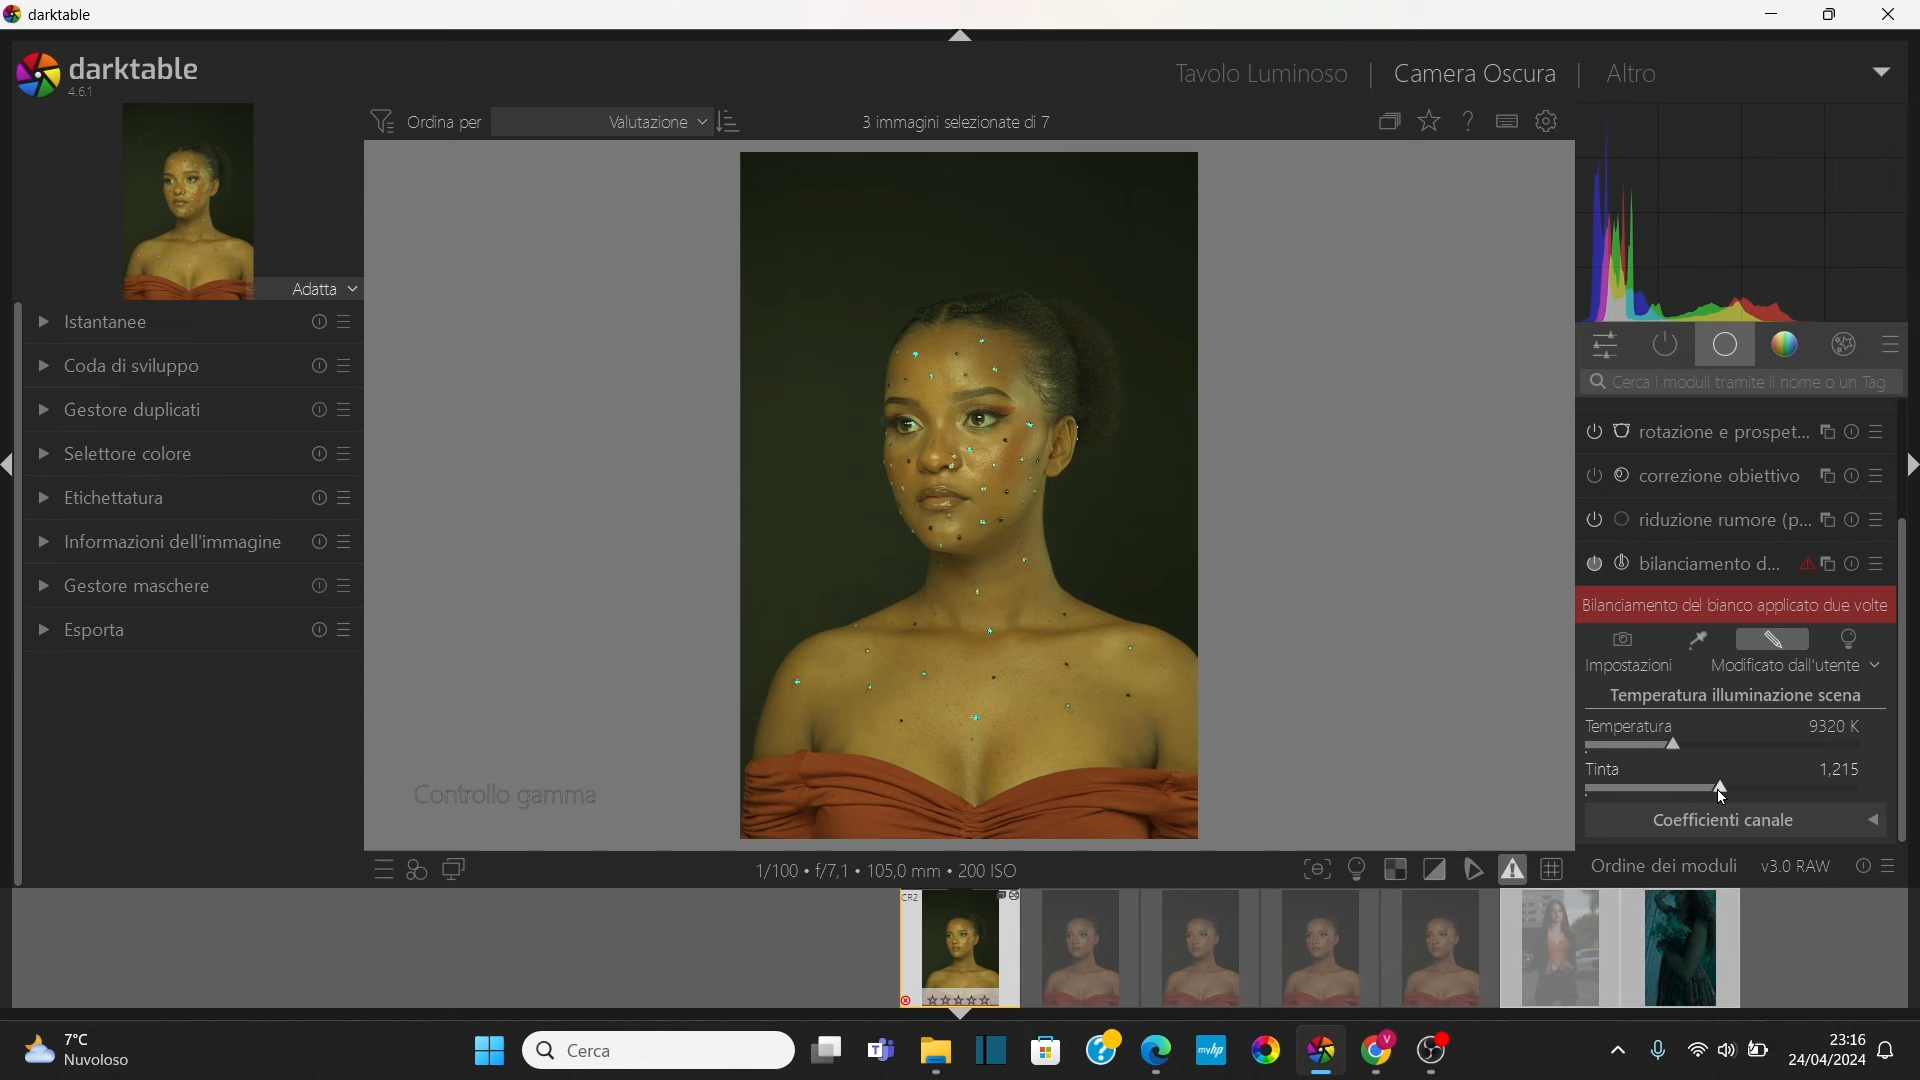 darktable
darktable
4.6.1
Tavolo Luminoso | Camera Oscura | Altro
Ordina per Valutazione
3 immagini selezionate di 7
Adatta
Istantanee
Coda di sviluppo
Gestore duplicati
Selettore colore
Etichettatura
Informazioni dell'immagine
Gestore maschere
Esporta
Controllo gamma
Cerca i moduli tramite il nome o un Tag
rotazione e prospet...
correzione obiettivo
riduzione rumore (p...
bilanciamento d...
Bilanciamento del bianco applicato due volte
Impostazioni Modificato dall'utente
Temperatura illuminazione scena
Temperatura 9320 K
Tinta 1,215
Coefficienti canale
1/100 • f/7,1 • 105,0 mm • 200 ISO
Ordine dei moduli v3.0 RAW
CR2
7°C
Nuvoloso
Cerca
myhp
V
23:16
24/04/2024